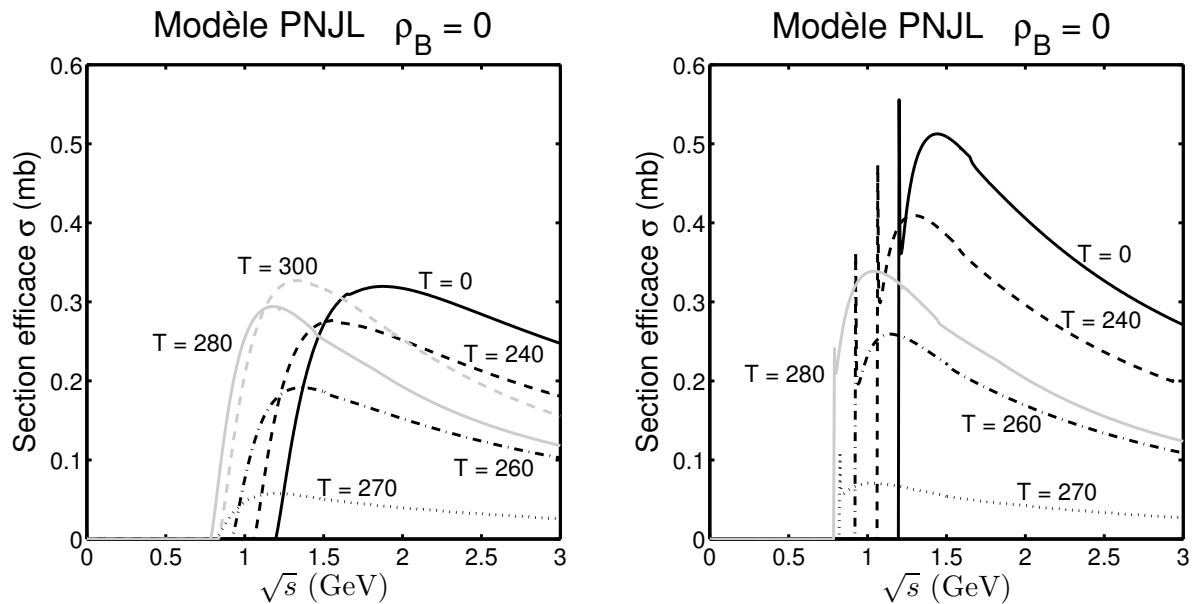 Modèle PNJL ρ_B = 0
Section efficace σ (mb)
0.6
0.5
0.4
0.3
0.2
0.1
0
T = 300
T = 0
T = 280
T = 240
T = 260
T = 270
0
0.5
1
1.5
2
2.5
3
√s (GeV)
Modèle PNJL ρ_B = 0
Section efficace σ (mb)
0.6
0.5
0.4
0.3
0.2
0.1
0
T = 0
T = 240
T = 280
T = 260
T = 270
0
0.5
1
1.5
2
2.5
3
√s (GeV)